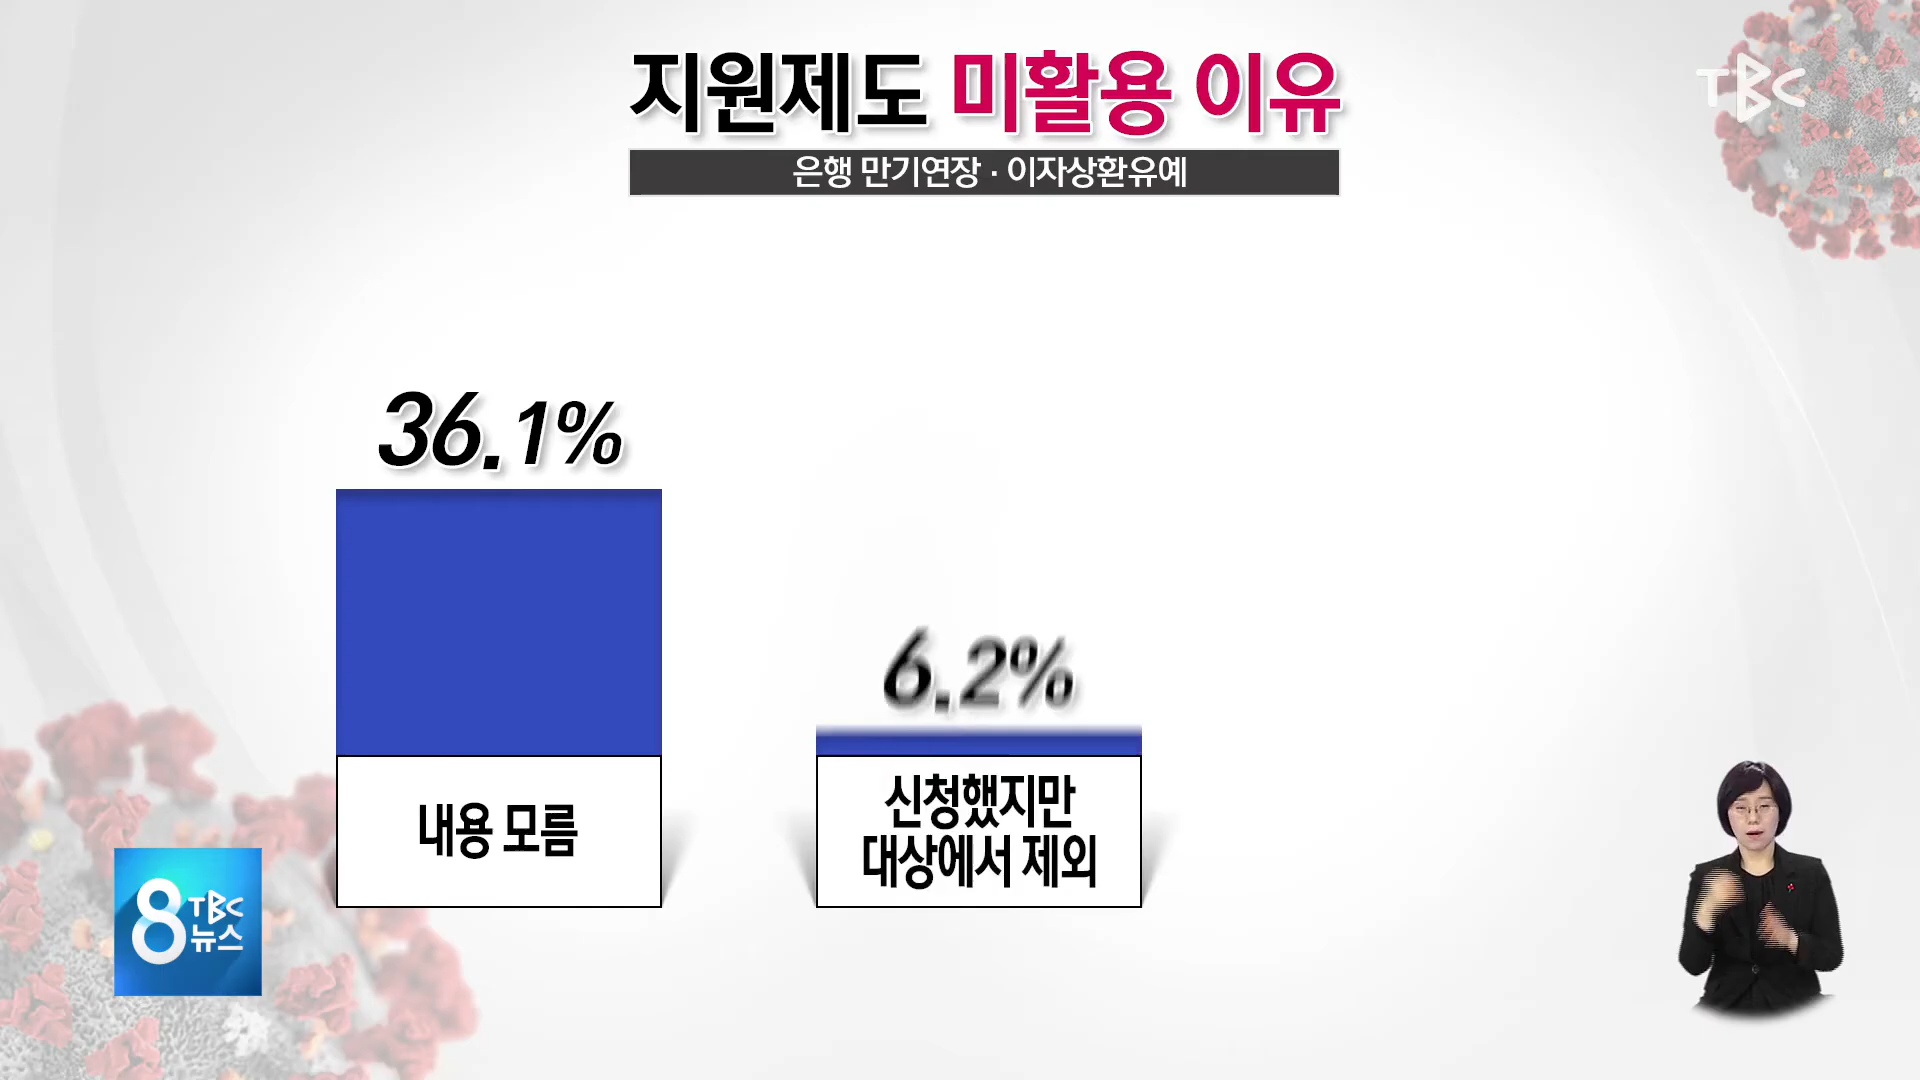 지원제도 미활용 이유
TBC
은행 만기연장 · 이자상환유예
36.1%
6.2%
내용 모름
신청했지만
대상에서 제외
8 TBC
뉴스